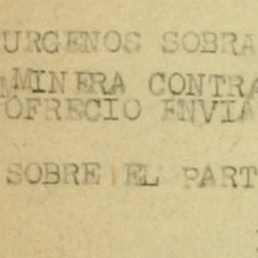 URGENOS SOBRA
MINERA CONTRA
OFRECIO ENVIA
SOBRE EL PART